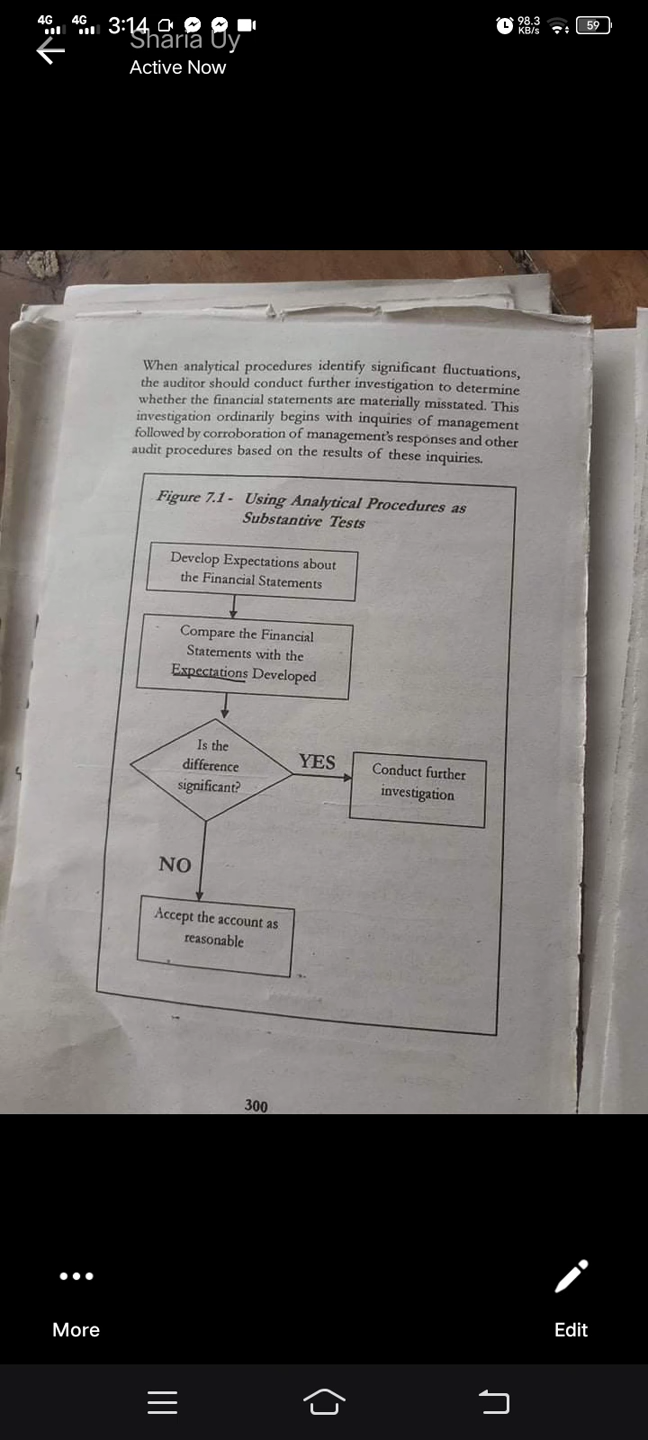 4G 4G 3:14 98.3 KB/s 59
Sharia Uy
Active Now
When analytical procedures identify significant fluctuations,
the auditor should conduct further investigation to determine
whether the financial statements are materially misstated. This
investigation ordinarily begins with inquiries of management
followed by corroboration of management's responses and other
audit procedures based on the results of these inquiries.
Figure 7.1 - Using Analytical Procedures as
Substantive Tests
Develop Expectations about
the Financial Statements
Compare the Financial
Statements with the
Expectations Developed
Is the
difference
significant?
YES
Conduct further
investigation
NO
Accept the account as
reasonable
300
More
Edit